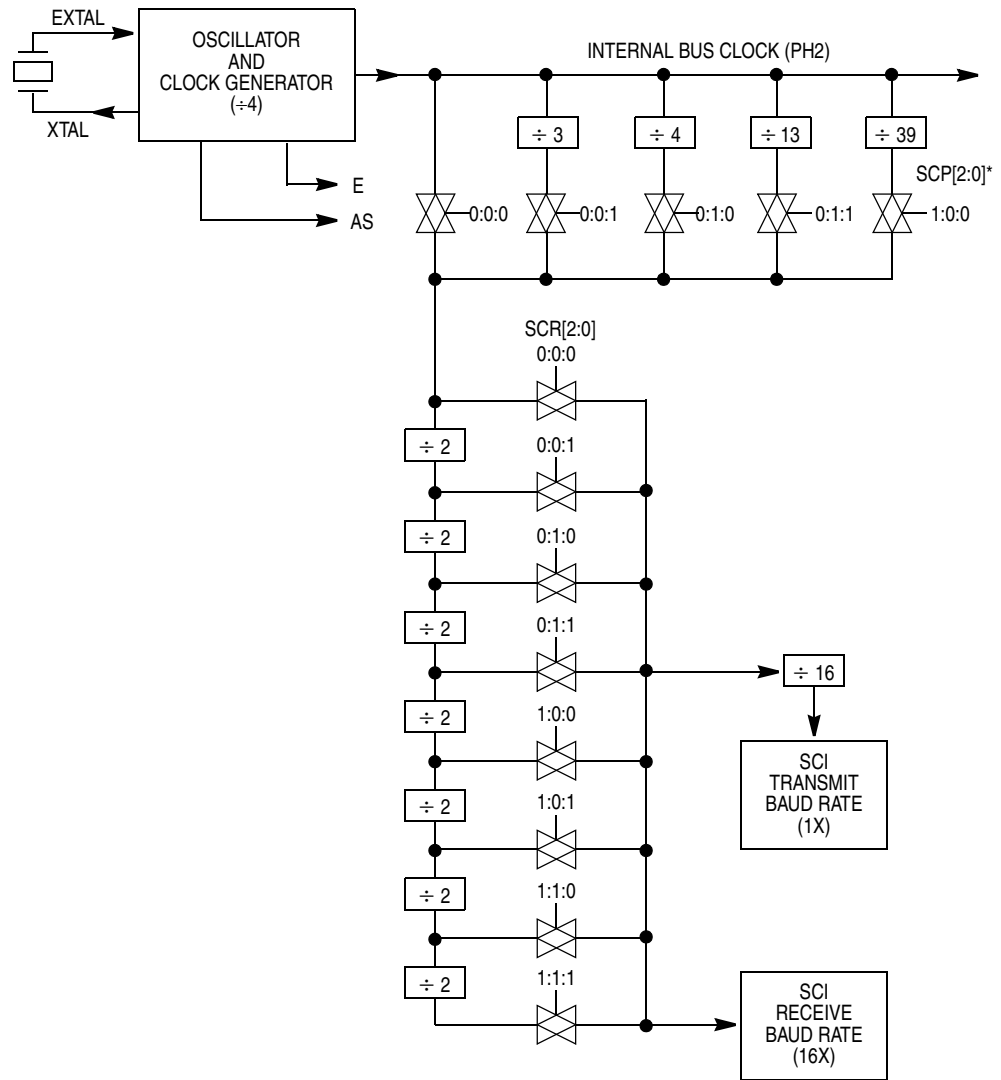 EXTAL
OSCILLATOR
AND
CLOCK GENERATOR
(÷4)
XTAL
E
AS
INTERNAL BUS CLOCK (PH2)
÷ 3
÷ 4
÷ 13
÷ 39
SCP[2:0]*
0:0:0
0:0:1
0:1:0
0:1:1
1:0:0
SCR[2:0]
0:0:0
÷ 2
0:0:1
÷ 2
0:1:0
÷ 2
0:1:1
÷ 16
÷ 2
1:0:0
SCI
TRANSMIT
BAUD RATE
(1X)
÷ 2
1:0:1
÷ 2
1:1:0
÷ 2
1:1:1
SCI
RECEIVE
BAUD RATE
(16X)